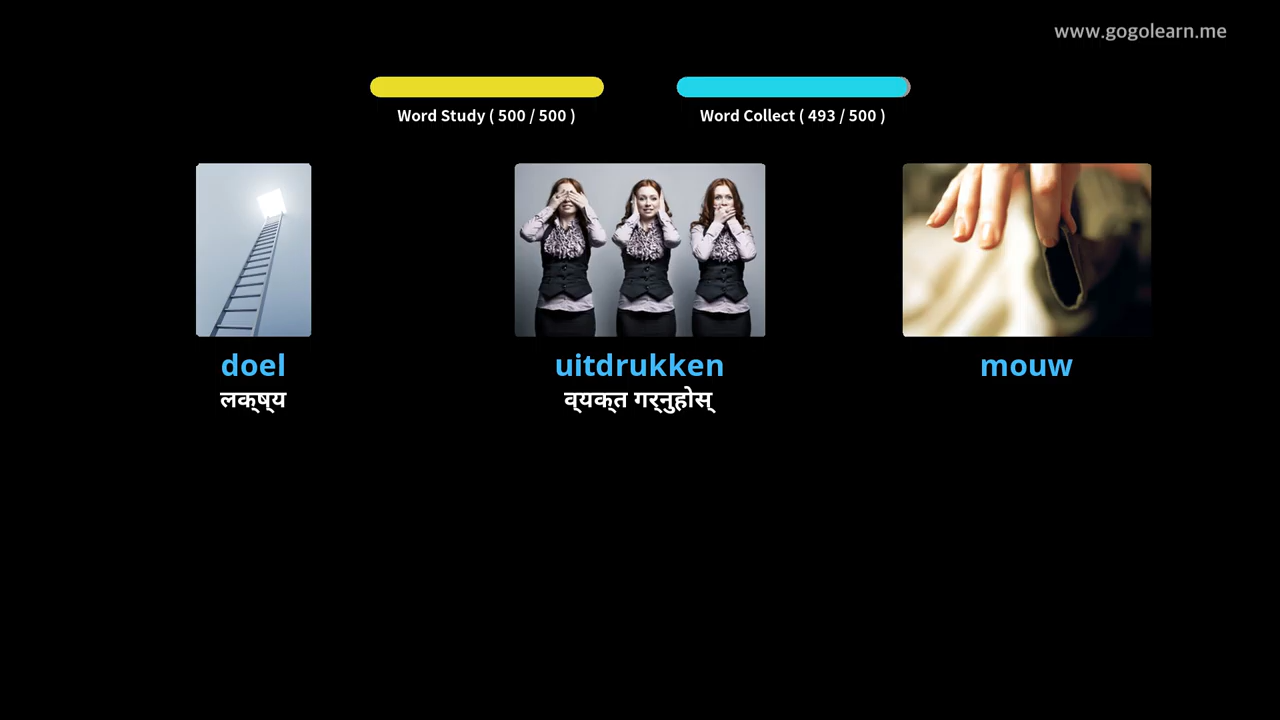 www.gogolearn.me
Word Study ( 500 / 500 )
Word Collect ( 493 / 500 )
doel
लक्ष्य
uitdrukken
व्यक्त गर्नुहोस्
mouw